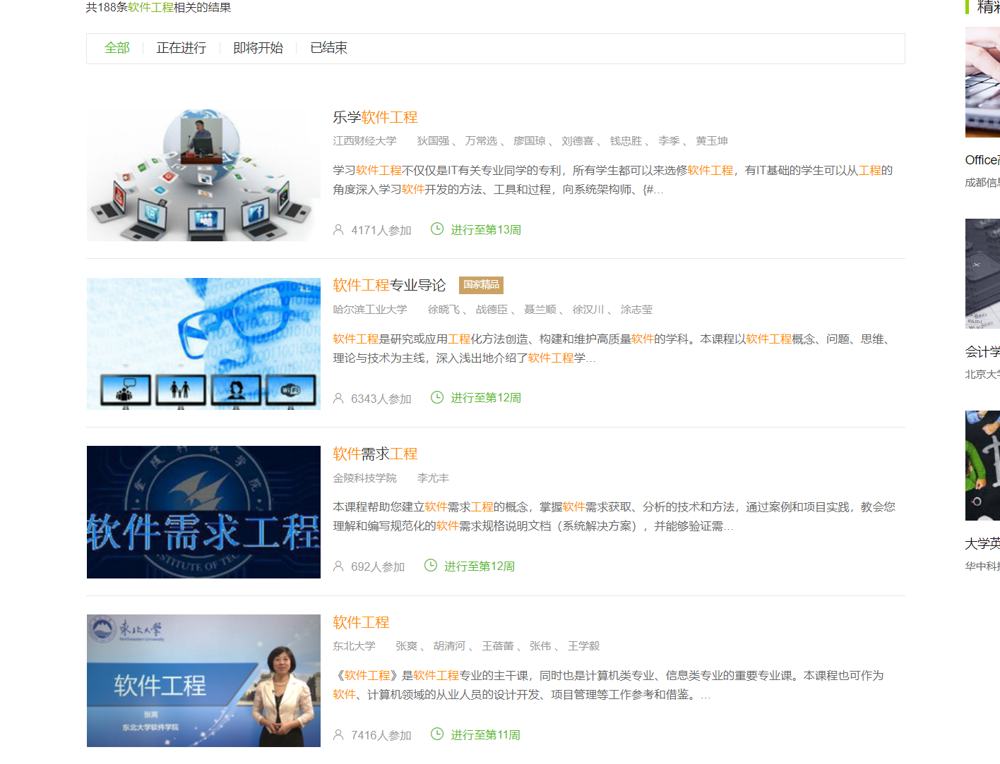 共188条软件工程相关的结果
全部 正在进行 即将开始 已结束
乐学软件工程
江西财经大学 狄国强 、 万常选 、 廖国琼 、 刘德喜 、 钱忠胜 、 李季 、 黄玉坤
学习软件工程不仅仅是IT有关专业同学的专利，所有学生都可以来选修软件工程，有IT基础的学生可以从工程的
角度深入学习软件开发的方法、工具和过程，向系统架构师、{#...
4171人参加 进行至第13周
软件工程专业导论 国家精品
哈尔滨工业大学 徐晓飞 、 战德臣 、 聂兰顺 、 徐汉川 、 涂志莹
软件工程是研究或应用工程化方法创造、构建和维护高质量软件的学科。本课程以软件工程概念、问题、思维、
理论与技术为主线，深入浅出地介绍了软件工程学...
WiFi
6343人参加 进行至第12周
软件需求工程
金陵科技学院 李尤丰
本课程帮助您建立软件需求工程的概念，掌握软件需求获取、分析的技术和方法，通过案例和项目实践，教会您
理解和编写规范化的软件需求规格说明文档（系统解决方案），并能够验证需...
金陵科技学院
软件需求工程
692人参加 进行至第12周
软件工程
东北大学 张爽 、 胡清河 、 王蓓蕾 、 张伟 、 王学毅
《软件工程》是软件工程专业的主干课，同时也是计算机类专业、信息类专业的重要专业课。本课程也可作为
软件、计算机领域的从业人员的设计开发、项目管理等工作参考和借鉴。...
东北大学
Northeastern University
软件工程
张爽
东北大学软件学院
7416人参加 进行至第11周
精
Office
成都信
会计学
北京大学
大学英
华中科